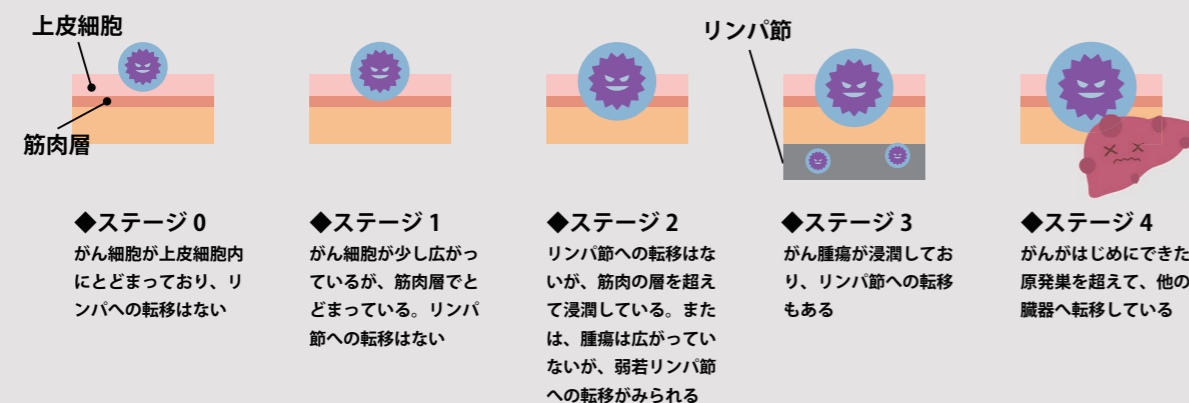 上皮細胞
筋肉層
リンパ節
◆ステージ 0
がん細胞が上皮細胞内
にとどまっており、リ
ンパへの転移はない
◆ステージ 1
がん細胞が少し広がっ
ているが、筋肉層でと
どまっている。リンパ
節への転移はない
◆ステージ 2
リンパ節への転移はな
いが、筋肉の層を超え
て浸潤している。また
は、腫瘍は広がってい
ないが、弱若リンパ節
への転移がみられる
◆ステージ 3
がん腫瘍が浸潤してお
り、リンパ節への転移
もある
◆ステージ 4
がんがはじめにできた
原発巣を超えて、他の
臓器へ転移している